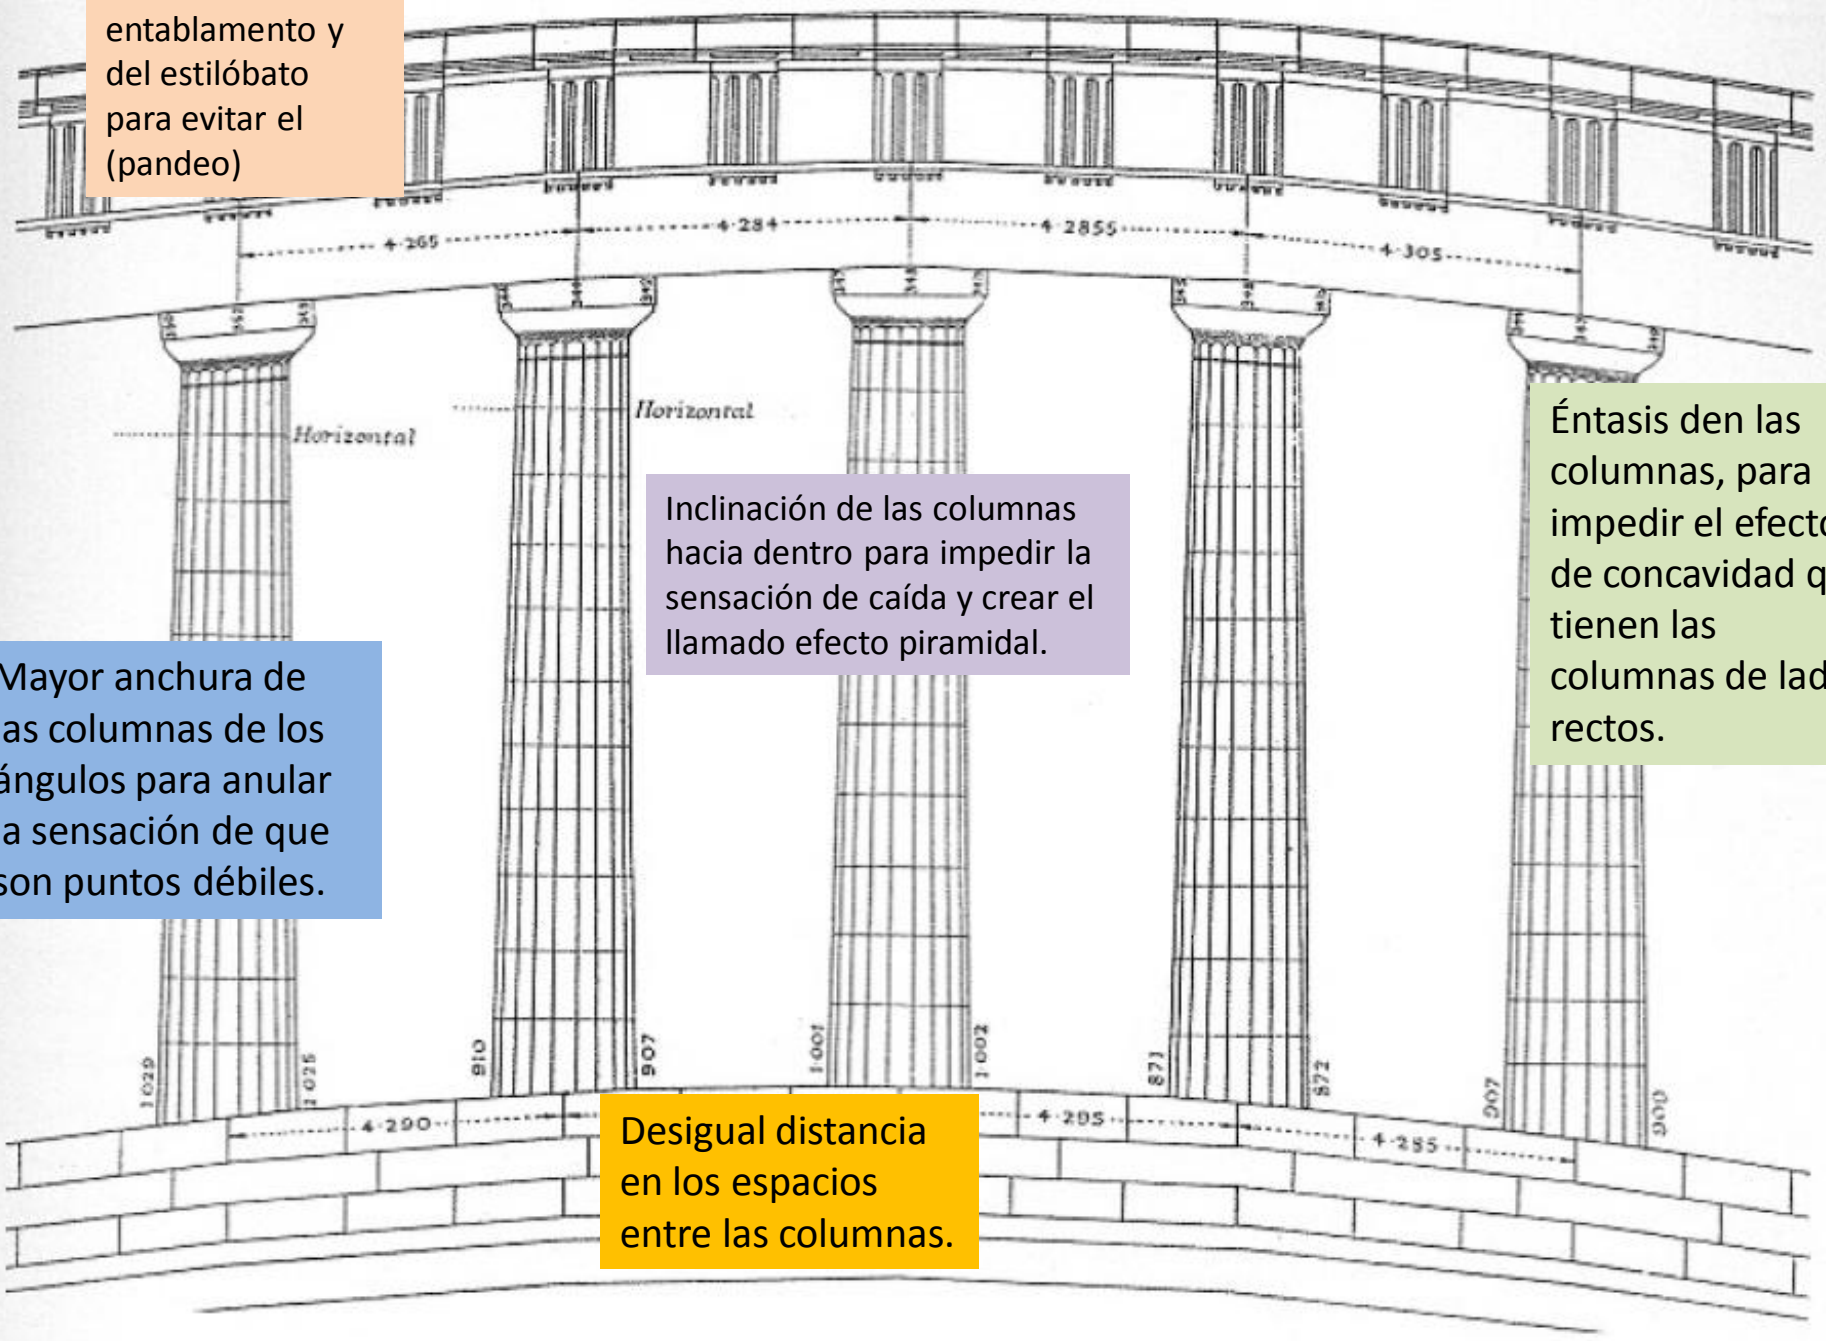 entablamento y
del estilóbato
para evitar el
(pandeo)
4·265
4·284
4·2855
4·305
Horizontal
Horizontal
Éntasis den las
columnas, para
impedir el efecto
de concavidad q
tienen las
columnas de lad
rectos.
Inclinación de las columnas
hacia dentro para impedir la
sensación de caída y crear el
llamado efecto piramidal.
Mayor anchura de
as columnas de los
ángulos para anular
a sensación de que
son puntos débiles.
1·029
1·025
910
907
1·001
1·002
871
872
907
900
4·290
4·295
4·285
Desigual distancia
en los espacios
entre las columnas.